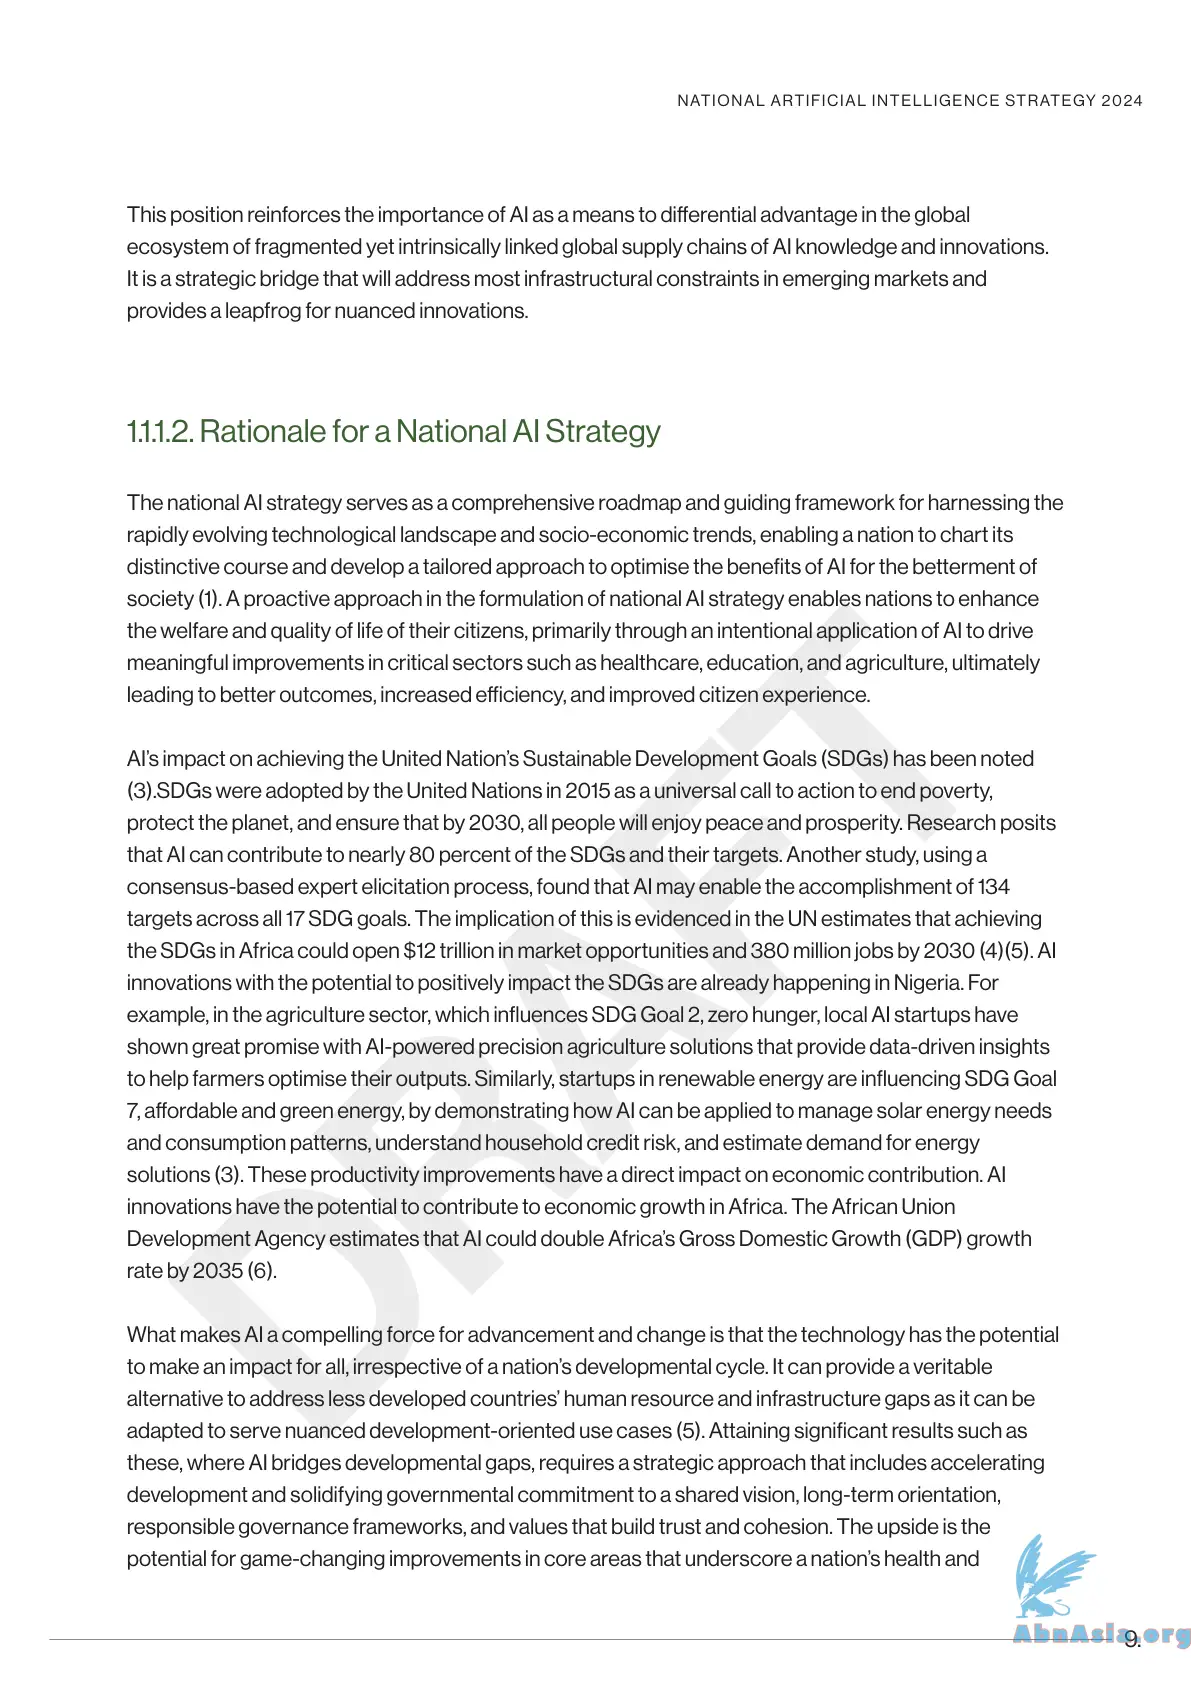 NATIONAL ARTIFICIAL INTELLIGENCE STRATEGY 2024
This position reinforces the importance of AI as a means to differential advantage in the global
ecosystem of fragmented yet intrinsically linked global supply chains of AI knowledge and innovations.
It is a strategic bridge that will address most infrastructural constraints in emerging markets and
provides a leapfrog for nuanced innovations.
1.1.1.2. Rationale for a National AI Strategy
The national AI strategy serves as a comprehensive roadmap and guiding framework for harnessing the
rapidly evolving technological landscape and socio-economic trends, enabling a nation to chart its
distinctive course and develop a tailored approach to optimise the benefits of AI for the betterment of
society (1). A proactive approach in the formulation of national AI strategy enables nations to enhance
the welfare and quality of life of their citizens, primarily through an intentional application of AI to drive
meaningful improvements in critical sectors such as healthcare, education, and agriculture, ultimately
leading to better outcomes, increased efficiency, and improved citizen experience.
AI's impact on achieving the United Nation's Sustainable Development Goals (SDGs) has been noted
(3).SDGs were adopted by the United Nations in 2015 as a universal call to action to end poverty,
protect the planet, and ensure that by 2030, all people will enjoy peace and prosperity. Research posits
that AI can contribute to nearly 80 percent of the SDGs and their targets. Another study, using a
consensus-based expert elicitation process, found that AI may enable the accomplishment of 134
targets across all 17 SDG goals. The implication of this is evidenced in the UN estimates that achieving
the SDGs in Africa could open $12 trillion in market opportunities and 380 million jobs by 2030 (4)(5). AI
innovations with the potential to positively impact the SDGs are already happening in Nigeria. For
example, in the agriculture sector, which influences SDG Goal 2, zero hunger, local AI startups have
shown great promise with AI-powered precision agriculture solutions that provide data-driven insights
to help farmers optimise their outputs. Similarly, startups in renewable energy are influencing SDG Goal
7, affordable and green energy, by demonstrating how AI can be applied to manage solar energy needs
and consumption patterns, understand household credit risk, and estimate demand for energy
solutions (3). These productivity improvements have a direct impact on economic contribution. AI
innovations have the potential to contribute to economic growth in Africa. The African Union
Development Agency estimates that AI could double Africa's Gross Domestic Growth (GDP) growth
rate by 2035 (6).
What makes AI a compelling force for advancement and change is that the technology has the potential
to make an impact for all, irrespective of a nation's developmental cycle. It can provide a veritable
alternative to address less developed countries' human resource and infrastructure gaps as it can be
adapted to serve nuanced development-oriented use cases (5). Attaining significant results such as
these, where AI bridges developmental gaps, requires a strategic approach that includes accelerating
development and solidifying governmental commitment to a shared vision, long-term orientation,
responsible governance frameworks, and values that build trust and cohesion. The upside is the
potential for game-changing improvements in core areas that underscore a nation's health and
DRAFT
AbnAsia.org
9.